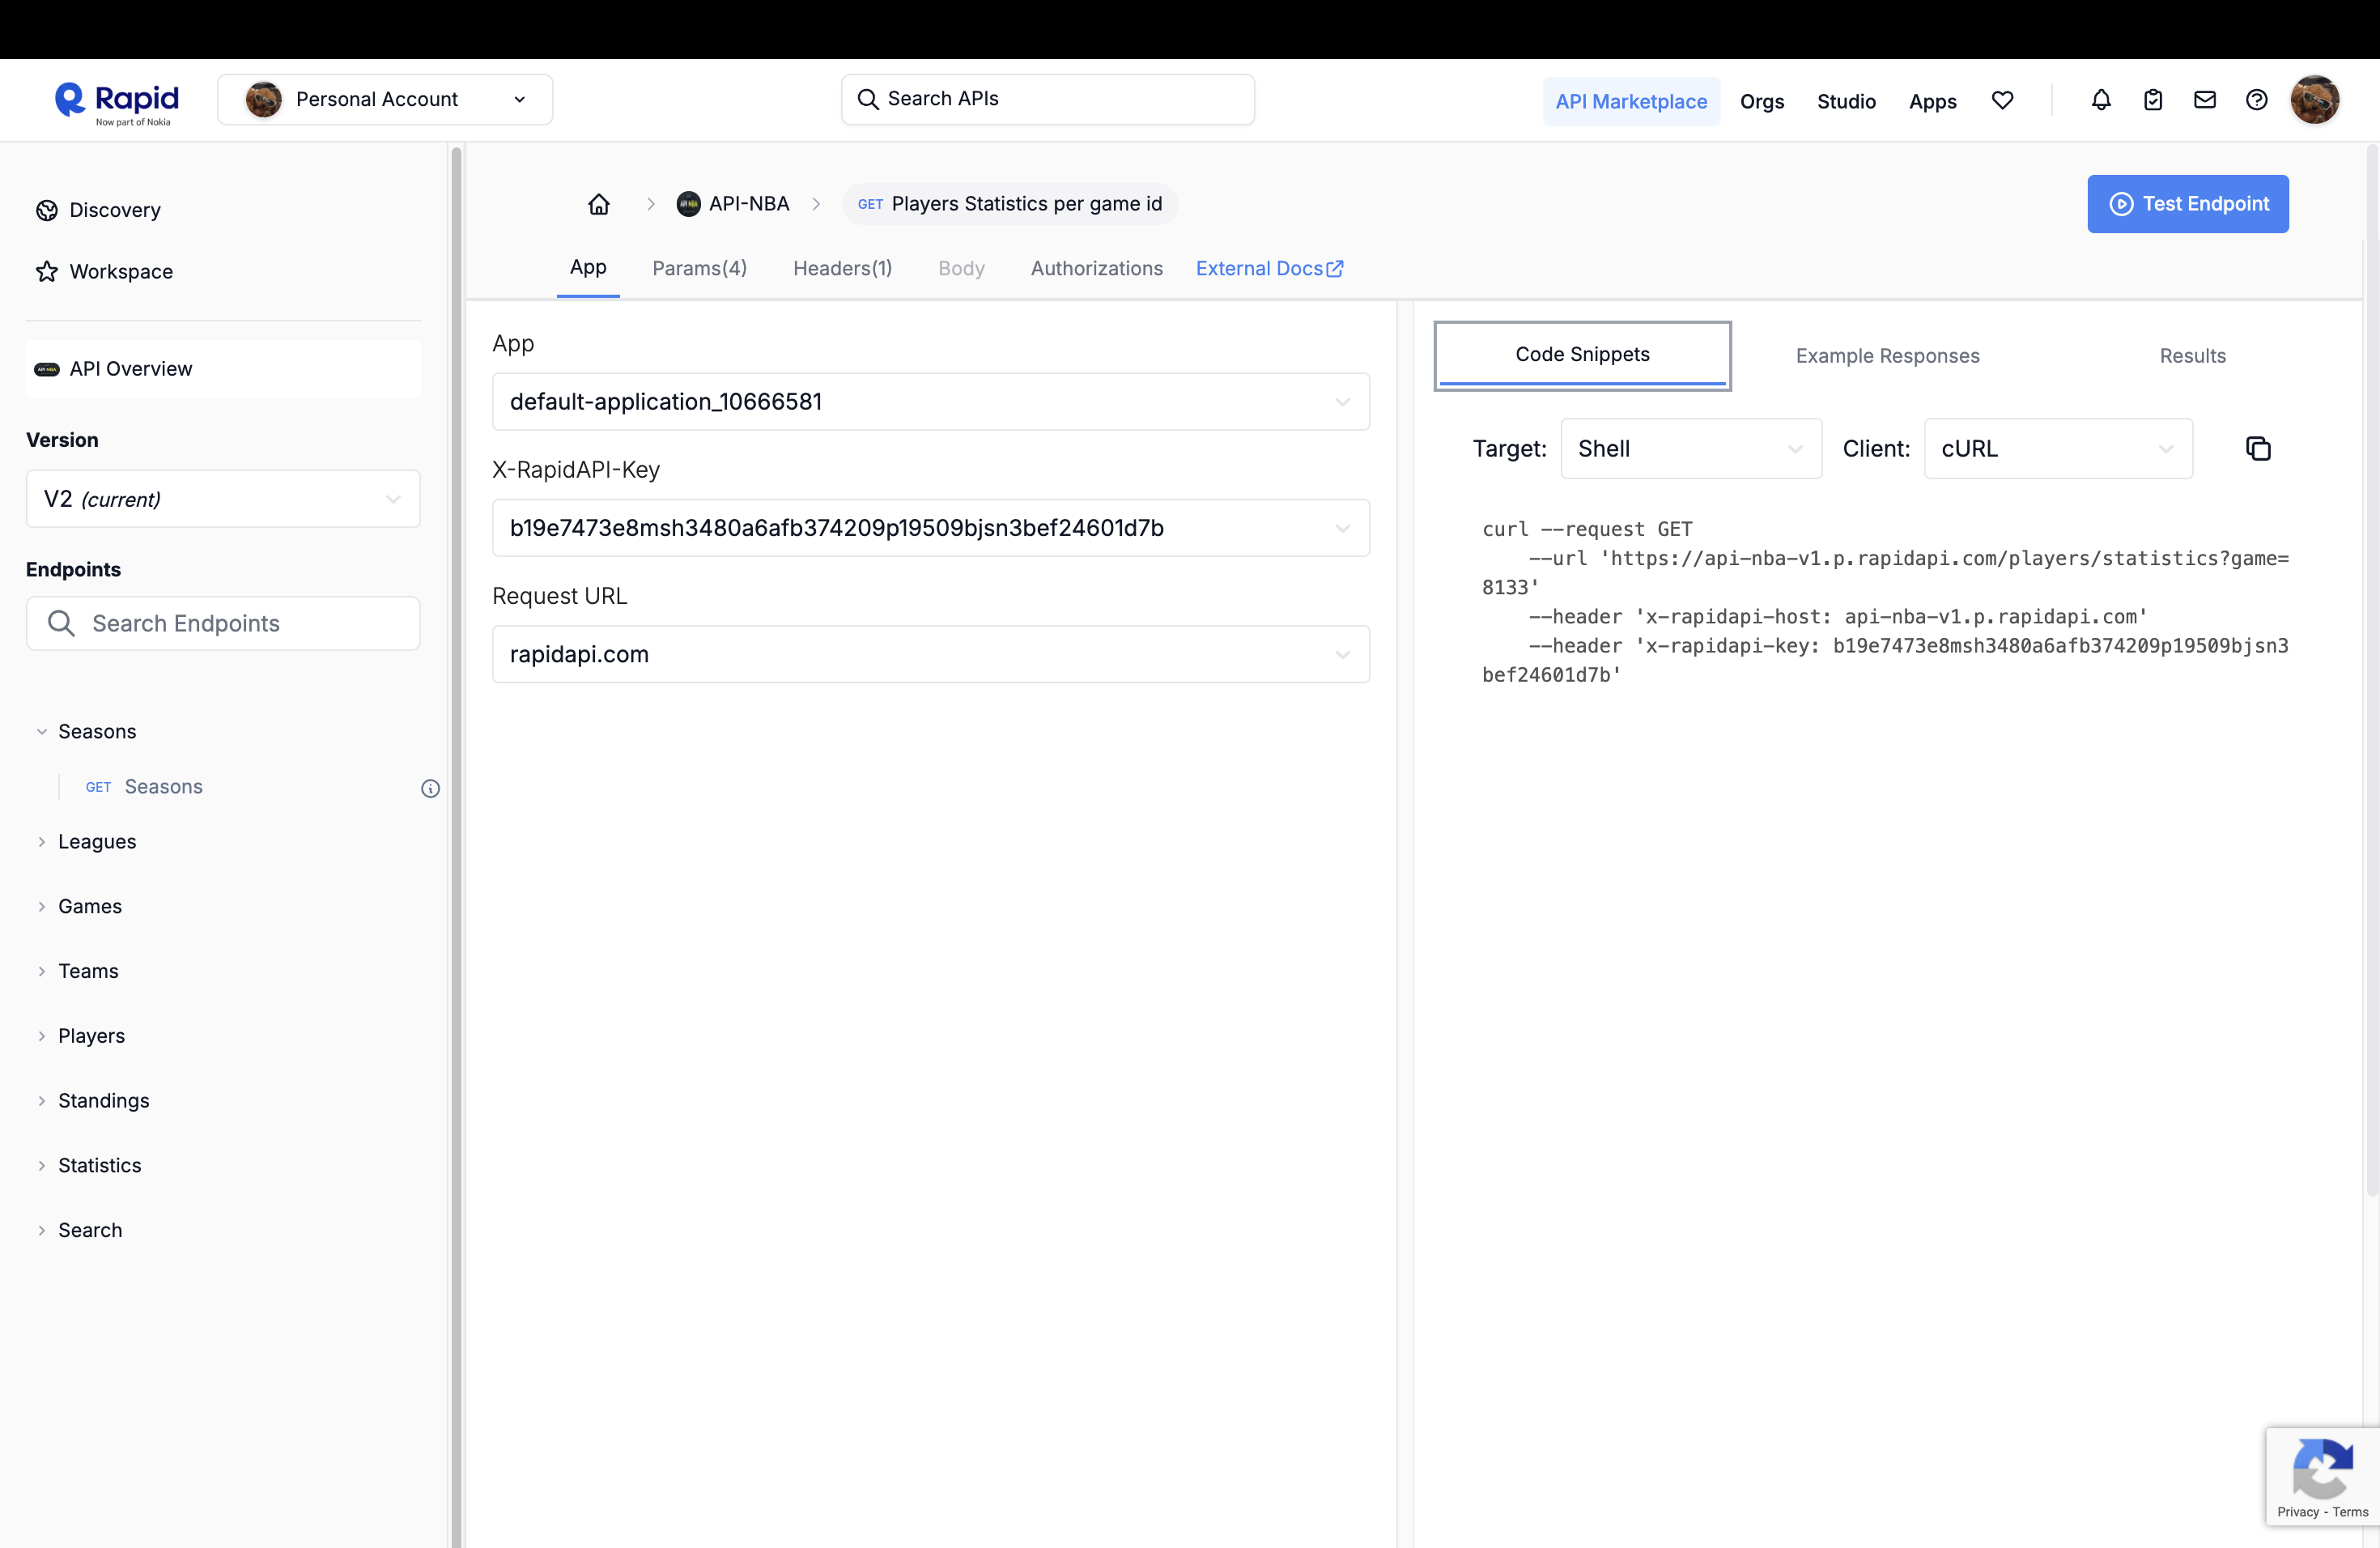 Rapid
Now part of Nokia
Personal Account
Search APIs
API Marketplace
Orgs
Studio
Apps
Discovery
Workspace
API Overview
Version
V2 (current)
Endpoints
Search Endpoints
Seasons
GET Seasons
Leagues
Games
Teams
Players
Standings
Statistics
Search
API-NBA
GET Players Statistics per game id
Test Endpoint
App
Params(4)
Headers(1)
Body
Authorizations
External Docs
App
default-application_10666581
X-RapidAPI-Key
b19e7473e8msh3480a6afb374209p19509bjsn3bef24601d7b
Request URL
rapidapi.com
Code Snippets
Example Responses
Results
Target: Shell
Client: cURL
curl --request GET
--url 'https://api-nba-v1.p.rapidapi.com/players/statistics?game=
8133'
--header 'x-rapidapi-host: api-nba-v1.p.rapidapi.com'
--header 'x-rapidapi-key: b19e7473e8msh3480a6afb374209p19509bjsn3
bef24601d7b'
Privacy - Terms